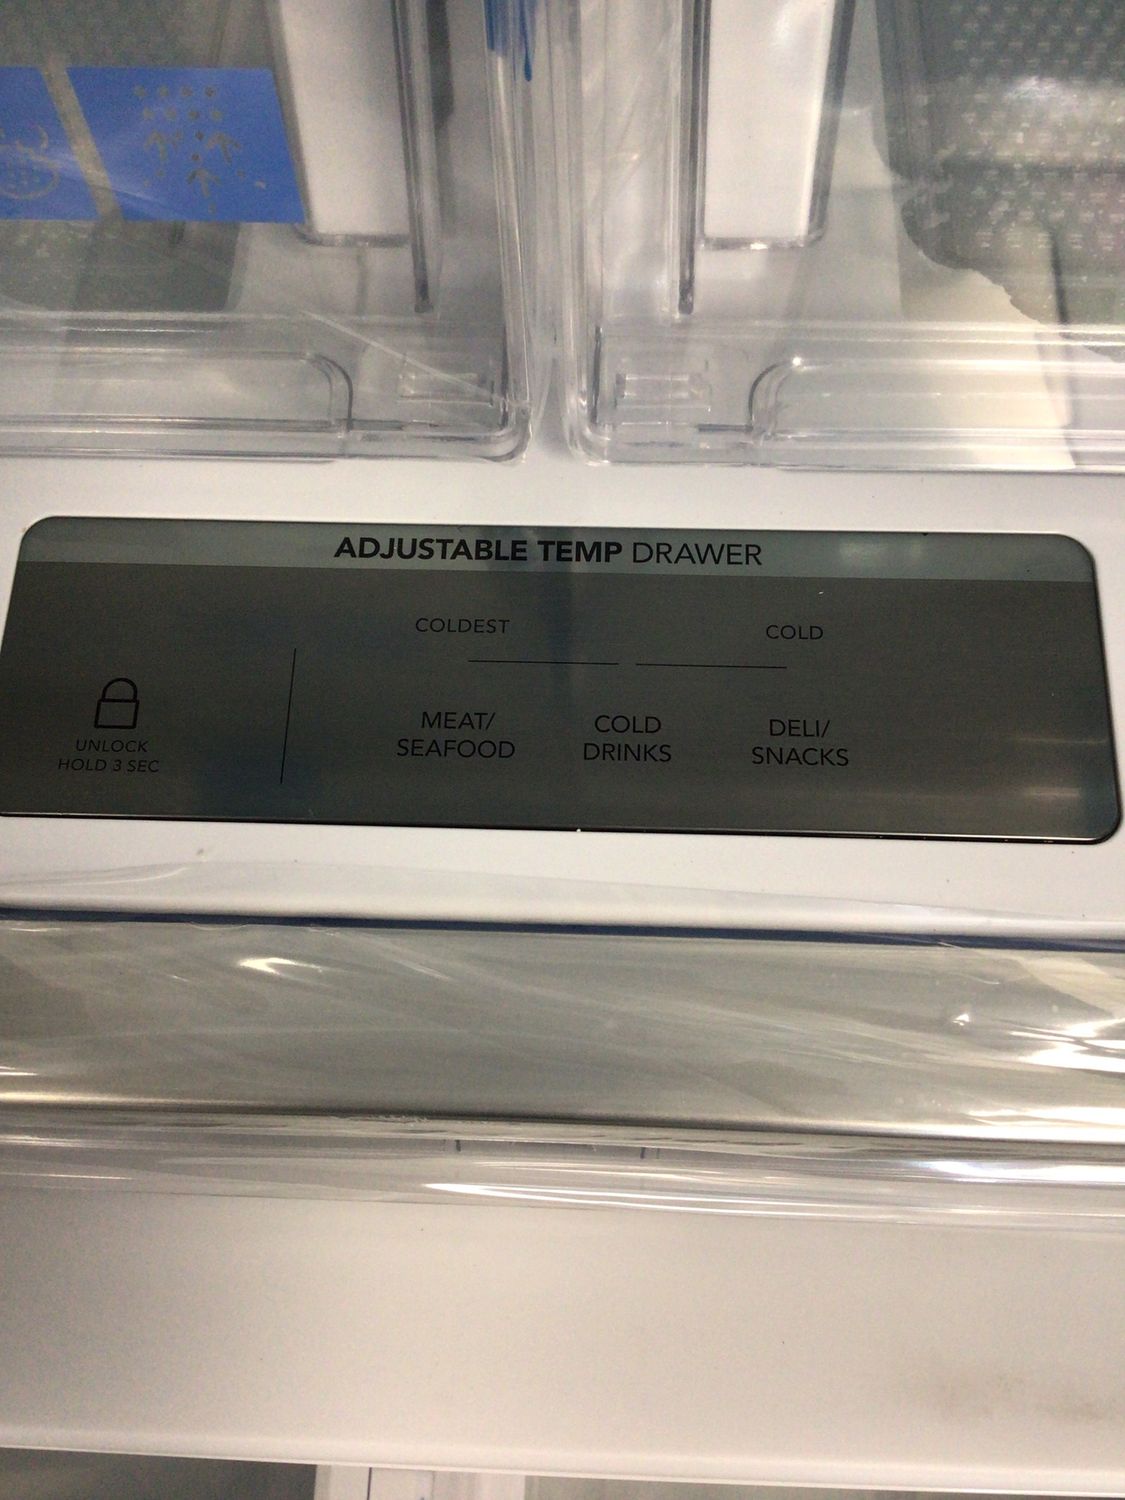 ADJUSTABLE TEMP DRAWER
COLDEST COLD
UNLOCK
HOLD 3 SEC
MEAT/
SEAFOOD
COLD
DRINKS
DELI/
SNACKS